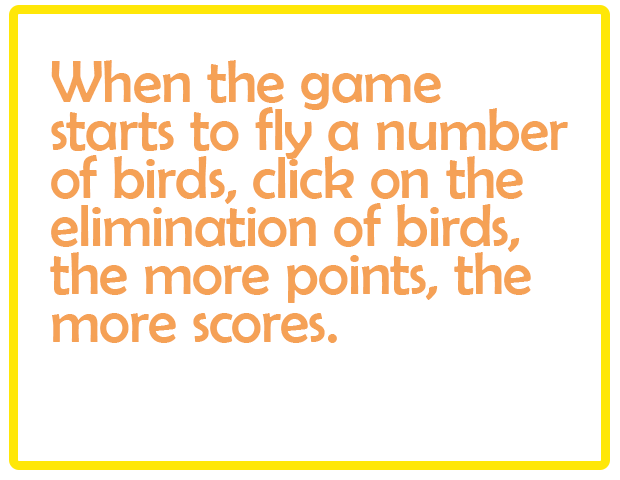 When the game
starts to fly a number
of birds, click on the
elimination of birds,
the more points, the
more scores.